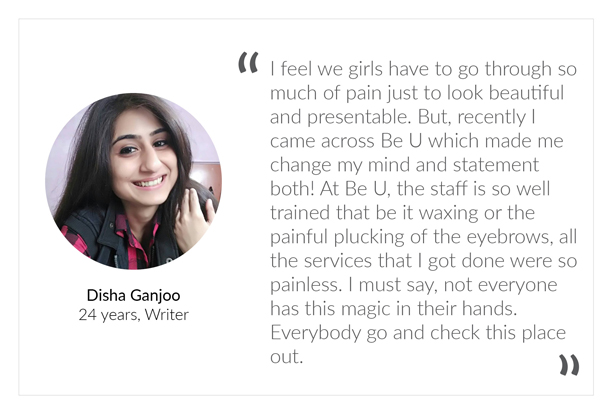 Disha Ganjoo
24 years, Writer
“
I feel we girls have to go through so
much of pain just to look beautiful
and presentable. But, recently I
came across Be U which made me
change my mind and statement
both! At Be U, the staff is so well
trained that be it waxing or the
painful plucking of the eyebrows, all
the services that I got done were so
painless. I must say, not everyone
has this magic in their hands.
Everybody go and check this place
out.
”